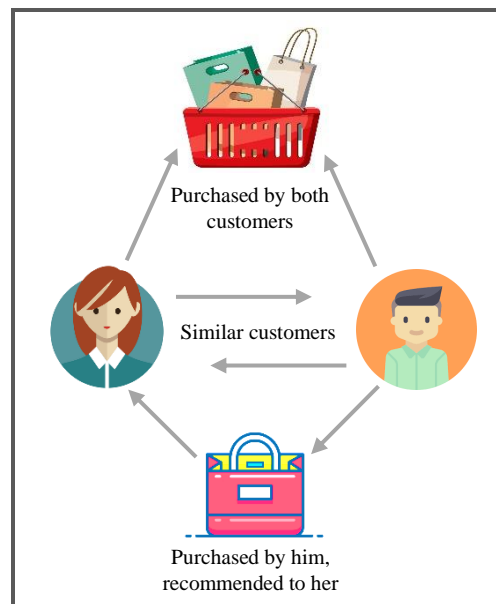 Purchased by both
customers
Similar customers
Purchased by him,
recommended to her